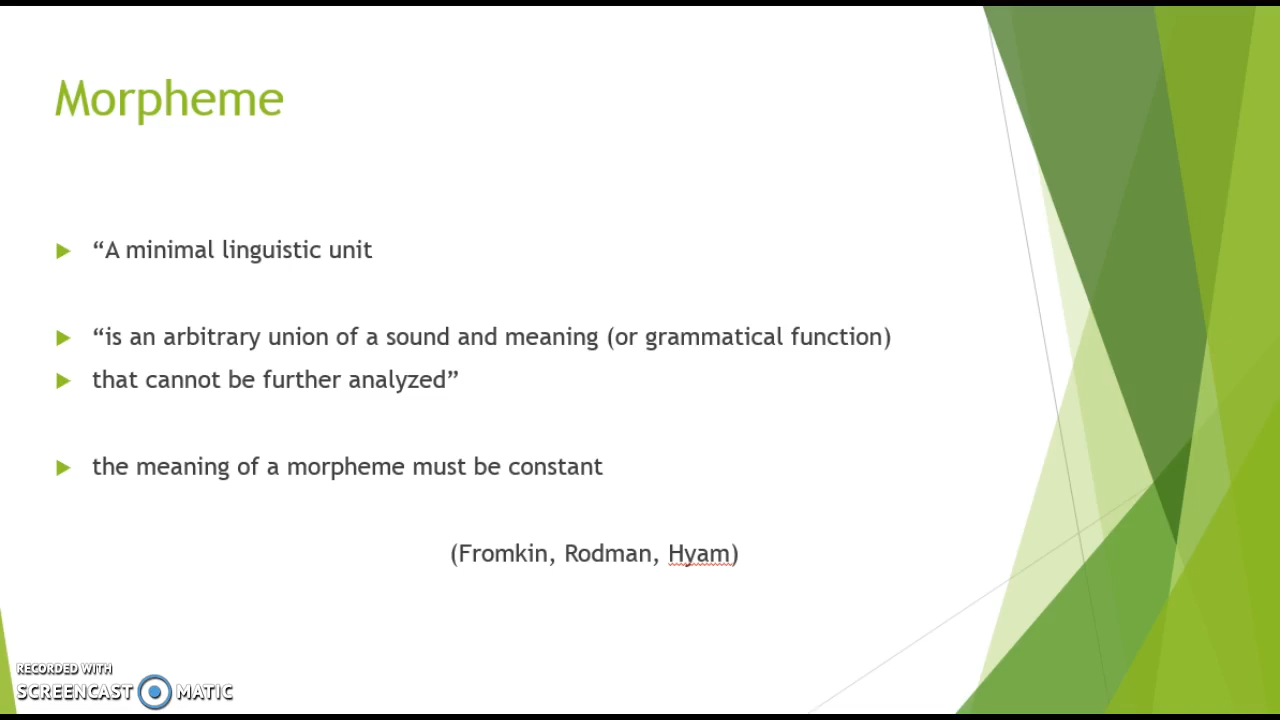 Morpheme
“A minimal linguistic unit
“is an arbitrary union of a sound and meaning (or grammatical function)
that cannot be further analyzed”
the meaning of a morpheme must be constant
(Fromkin, Rodman, Hyam)
RECORDED WITH
SCREENCAST MATIC